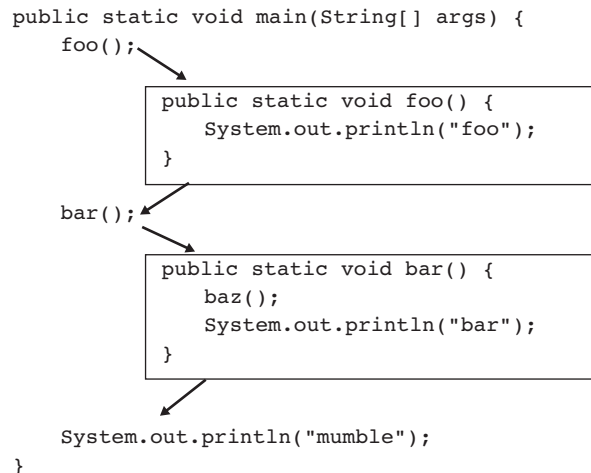 public static void main(String[] args) {
foo();
public static void foo() {
System.out.println("foo");
}
bar();
public static void bar() {
baz();
System.out.println("bar");
}
System.out.println("mumble");
}